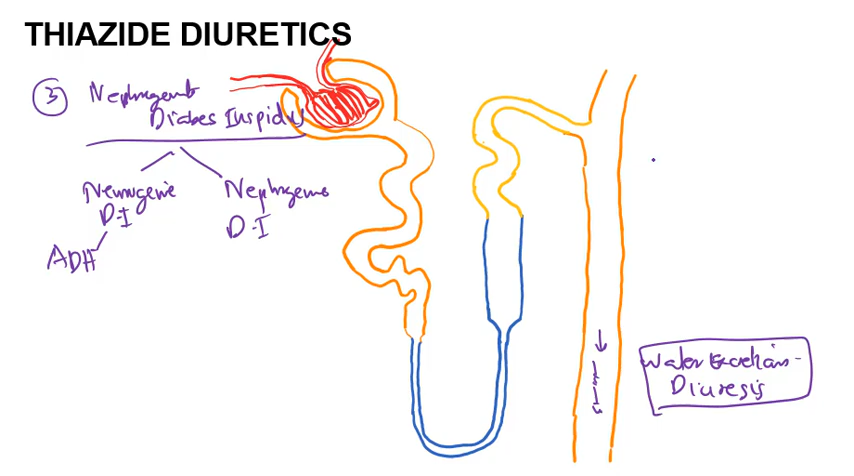 THIAZIDE DIURETICS
3 Nephrogenic
Diabes Inspidus
Neurogenic
D-I
Nephrogenic
D-I
ADH
Water Excretion-
Diuresis